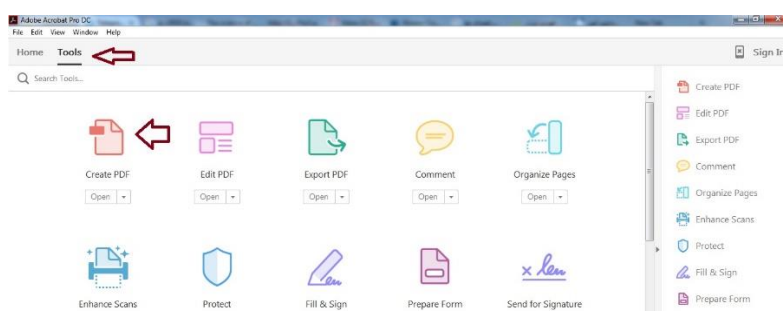 Adobe Acrobat Pro DC
File Edit View Window Help
Home Tools
Sign In
Search Tools...
Create PDF
Edit PDF
Export PDF
Comment
Organize Pages
Open
Open
Open
Open
Open
Enhance Scans
Protect
Fill & Sign
Prepare Form
Send for Signature
Create PDF
Edit PDF
Export PDF
Comment
Organize Pages
Enhance Scans
Protect
Fill & Sign
Prepare Form